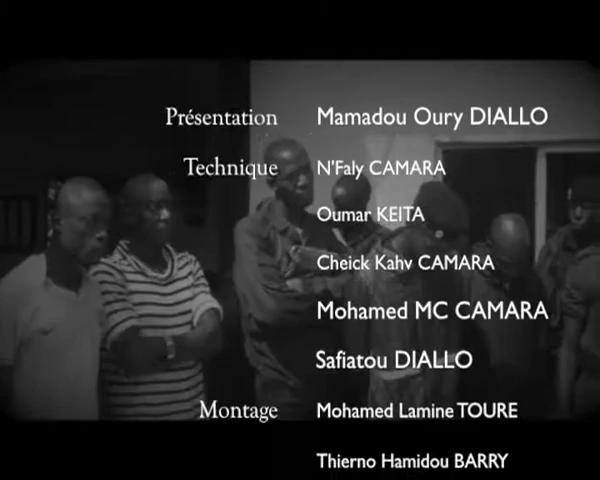 Présentation Mamadou Oury DIALLO
Technique N'Faly CAMARA
Oumar KEITA
Cheick Kahv CAMARA
Mohamed MC CAMARA
Safiatou DIALLO
Montage Mohamed Lamine TOURE
Thierno Hamidou BARRY